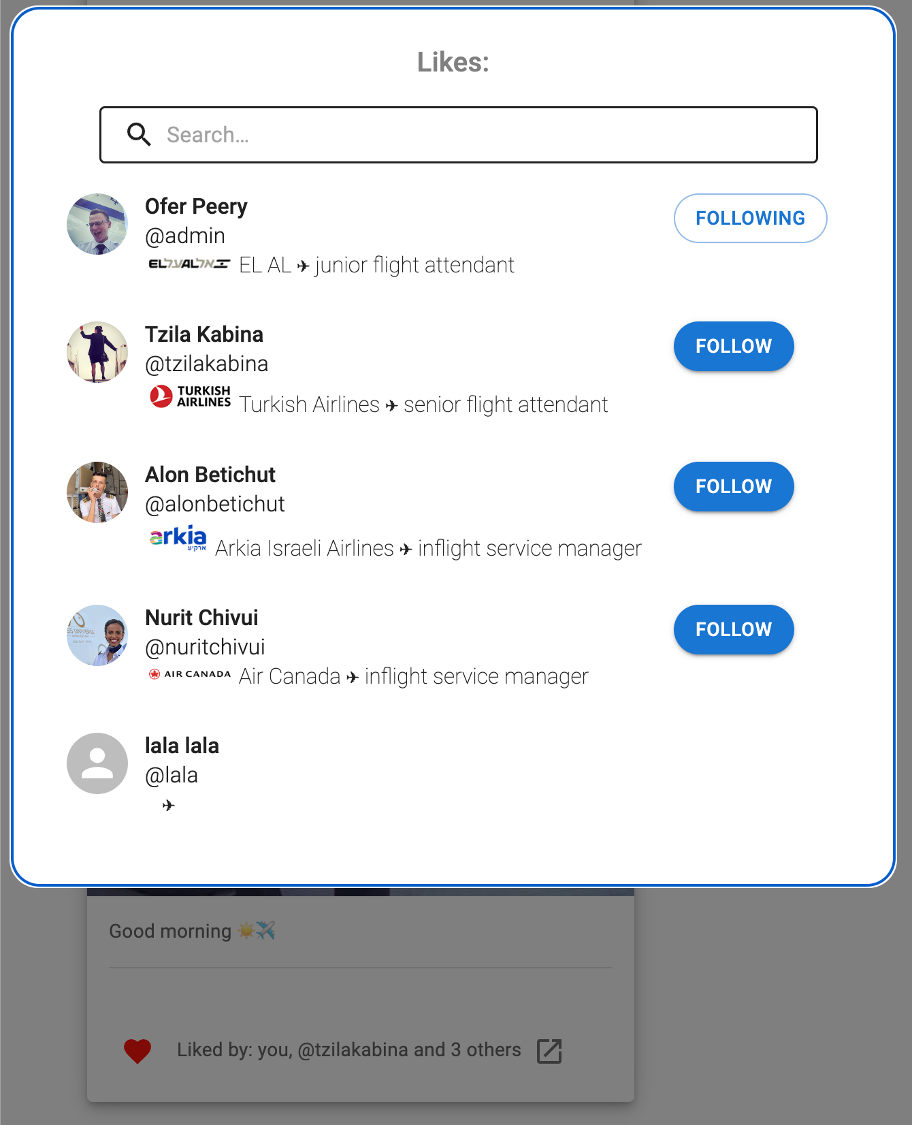 Likes:
Search...
Ofer Peery
FOLLOWING
@admin
EL AL אל על EL AL ✈ junior flight attendant
Tzila Kabina
FOLLOW
@tzilakabina
TURKISH
AIRLINES
Turkish Airlines ✈ senior flight attendant
Alon Betichut
FOLLOW
@alonbetichut
arkia
ארקיע
Arkia Israeli Airlines ✈ inflight service manager
Nurit Chivui
FOLLOW
@nuritchivui
AIR CANADA Air Canada ✈ inflight service manager
lala lala
@lala
✈
Good morning ☀️✈️
Liked by: you, @tzilakabina and 3 others